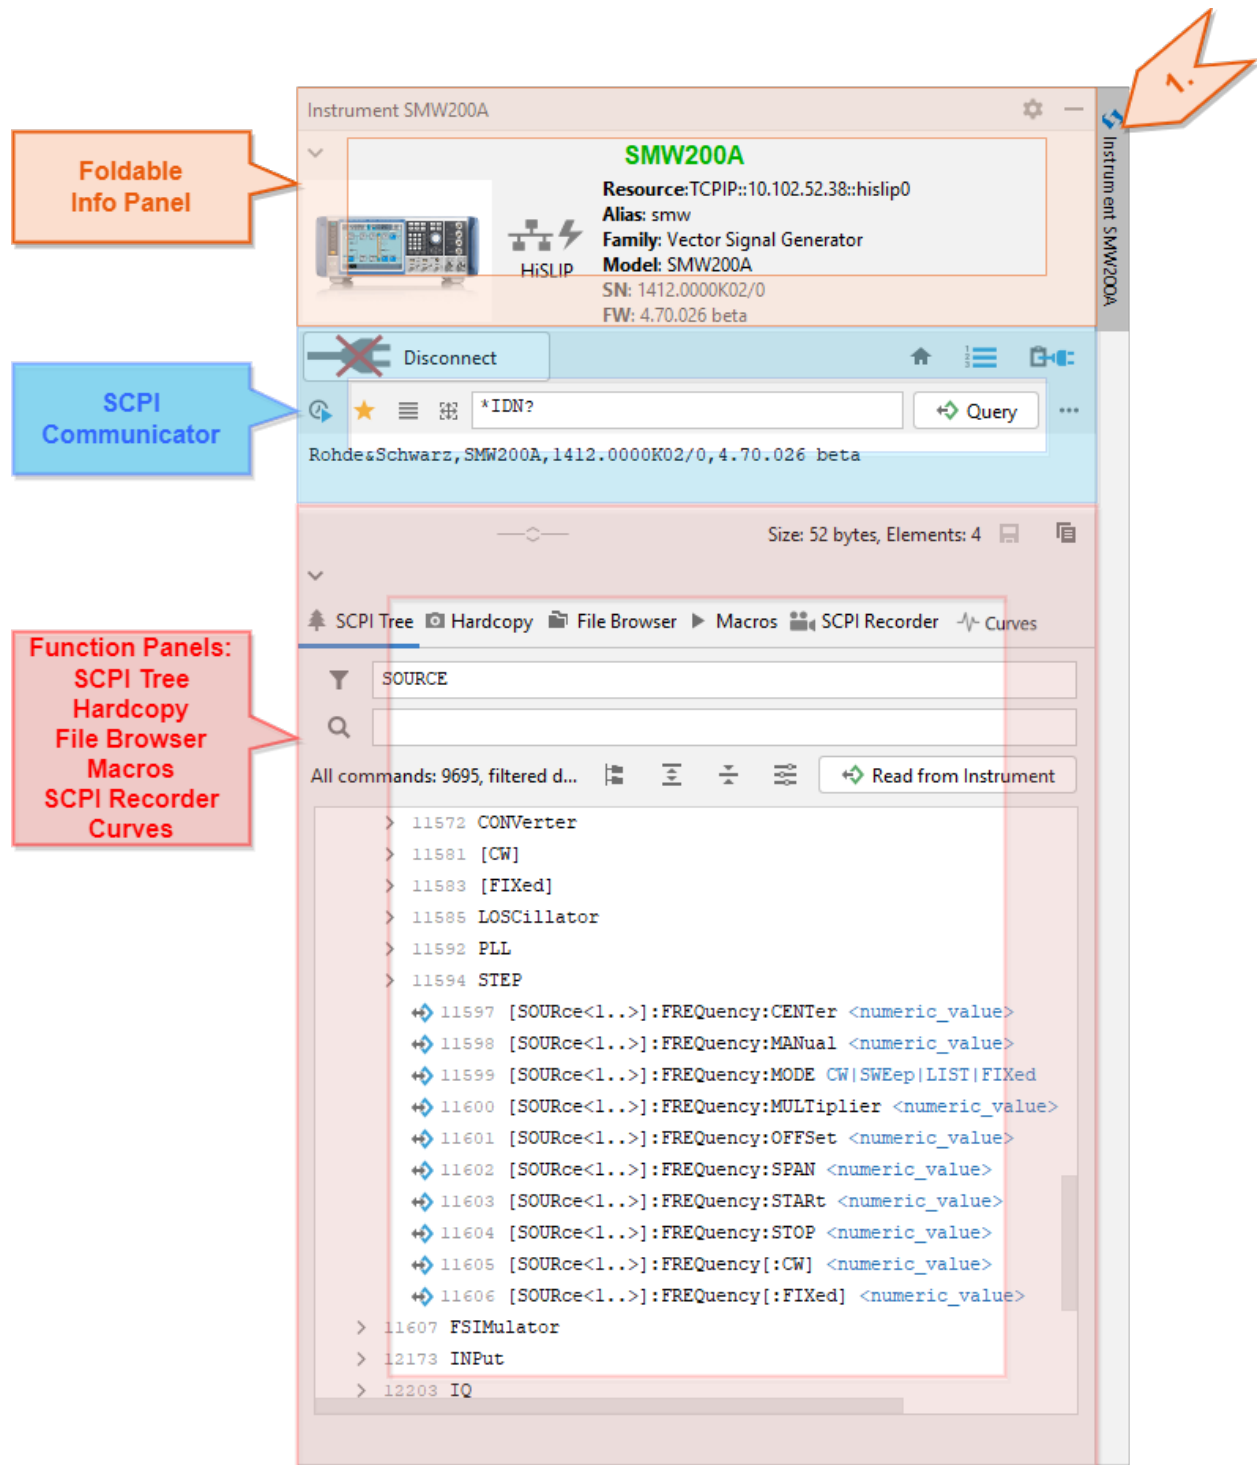 1.
Instrument SMW200A
Instrument SMW200A
Foldable
Info Panel
SMW200A
Resource:TCPIP::10.102.52.38::hislip0
Alias: smw
Family: Vector Signal Generator
Model: SMW200A
SN: 1412.0000K02/0
FW: 4.70.026 beta
HiSLIP
Disconnect
SCPI
Communicator
*IDN?
Query
Rohde&Schwarz,SMW200A,1412.0000K02/0,4.70.026 beta
Size: 52 bytes, Elements: 4
SCPI Tree Hardcopy File Browser Macros SCPI Recorder Curves
Function Panels:
SCPI Tree
Hardcopy
File Browser
Macros
SCPI Recorder
Curves
SOURCE
All commands: 9695, filtered d... Read from Instrument
11572 CONVerter
11581 [CW]
11583 [FIXed]
11585 LOSCillator
11592 PLL
11594 STEP
11597 [SOURce<1..>]:FREQuency:CENTer <numeric_value>
11598 [SOURce<1..>]:FREQuency:MANual <numeric_value>
11599 [SOURce<1..>]:FREQuency:MODE CW|SWEep|LIST|FIXed
11600 [SOURce<1..>]:FREQuency:MULTiplier <numeric_value>
11601 [SOURce<1..>]:FREQuency:OFFSet <numeric_value>
11602 [SOURce<1..>]:FREQuency:SPAN <numeric_value>
11603 [SOURce<1..>]:FREQuency:STARt <numeric_value>
11604 [SOURce<1..>]:FREQuency:STOP <numeric_value>
11605 [SOURce<1..>]:FREQuency[:CW] <numeric_value>
11606 [SOURce<1..>]:FREQuency[:FIXed] <numeric_value>
11607 FSIMulator
12173 INPut
12203 IQ